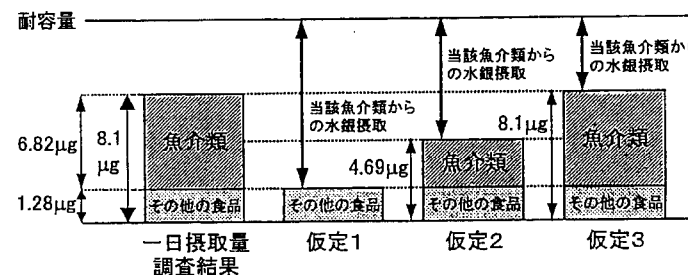 耐容量
当該魚介類から
の水銀摂取
当該魚介類から
の水銀摂取
当該魚介類か
らの水銀摂取
6.82μg
8.1
μg
魚介類
4.69μg
魚介類
8.1μg
魚介類
1.28μg
その他の食品
その他の食品
その他の食品
その他の食品
一日摂取量
調査結果
仮定1
仮定2
仮定3